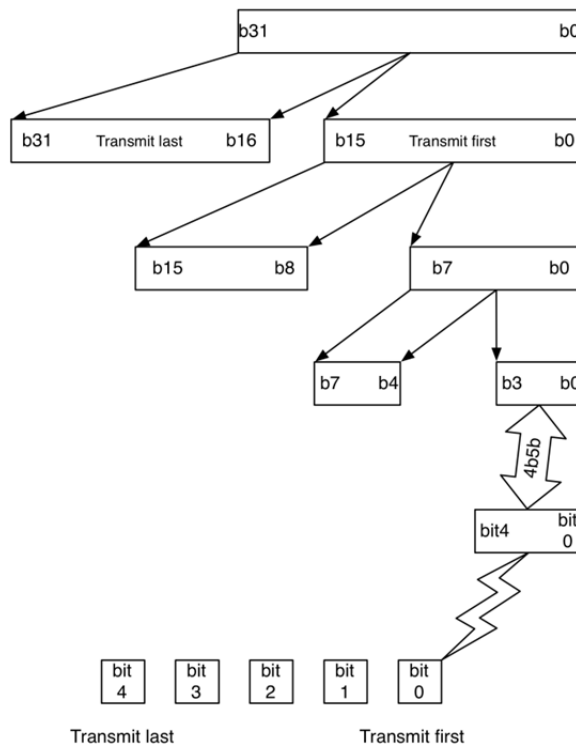 b31 b0
b31 Transmit last b16 b15 Transmit first b0
b15 b8 b7 b0
b7 b4 b3 b0
4b5b
bit4 bit
0
bit bit bit bit bit
4 3 2 1 0
Transmit last Transmit first